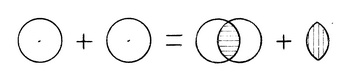 + = +